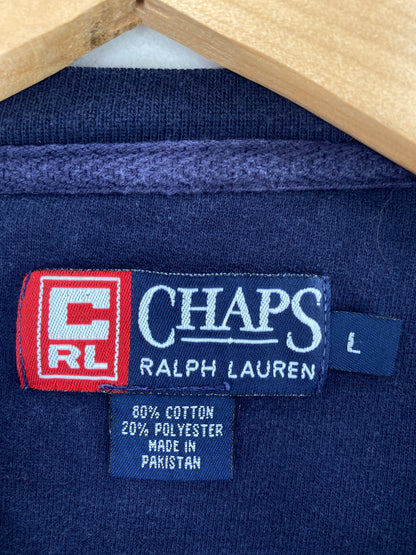 C
RL
CHAPS
RALPH LAUREN
L
80% COTTON
20% POLYESTER
MADE IN
PAKISTAN